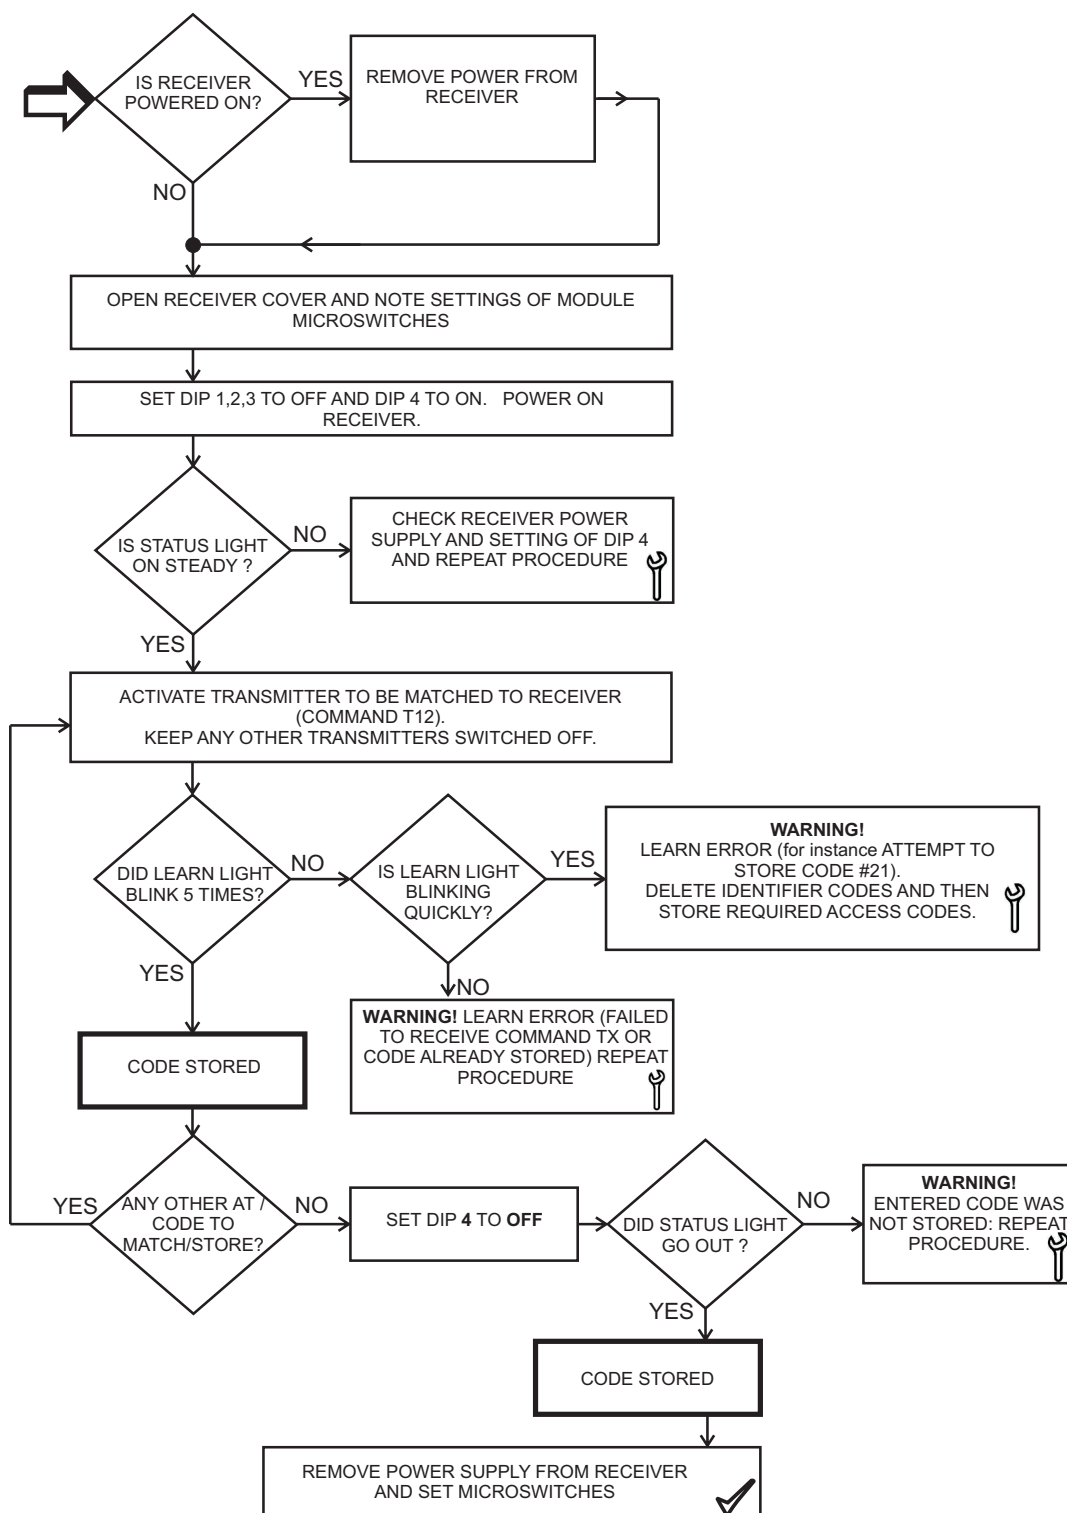 IS RECEIVER
POWERED ON?
YES
REMOVE POWER FROM
RECEIVER
NO
OPEN RECEIVER COVER AND NOTE SETTINGS OF MODULE
MICROSWITCHES
SET DIP 1,2,3 TO OFF AND DIP 4 TO ON. POWER ON
RECEIVER.
IS STATUS LIGHT
ON STEADY ?
NO
CHECK RECEIVER POWER
SUPPLY AND SETTING OF DIP 4
AND REPEAT PROCEDURE
YES
ACTIVATE TRANSMITTER TO BE MATCHED TO RECEIVER
(COMMAND T12).
KEEP ANY OTHER TRANSMITTERS SWITCHED OFF.
DID LEARN LIGHT
BLINK 5 TIMES?
NO
IS LEARN LIGHT
BLINKING
QUICKLY?
YES
WARNING!
LEARN ERROR (for instance ATTEMPT TO
STORE CODE #21).
DELETE IDENTIFIER CODES AND THEN
STORE REQUIRED ACCESS CODES.
YES
NO
WARNING! LEARN ERROR (FAILED
TO RECEIVE COMMAND TX OR
CODE ALREADY STORED) REPEAT
PROCEDURE
CODE STORED
ANY OTHER AT /
CODE TO
MATCH/STORE?
YES
NO
SET DIP 4 TO OFF
DID STATUS LIGHT
GO OUT ?
NO
WARNING!
ENTERED CODE WAS
NOT STORED: REPEAT
PROCEDURE.
YES
CODE STORED
REMOVE POWER SUPPLY FROM RECEIVER
AND SET MICROSWITCHES